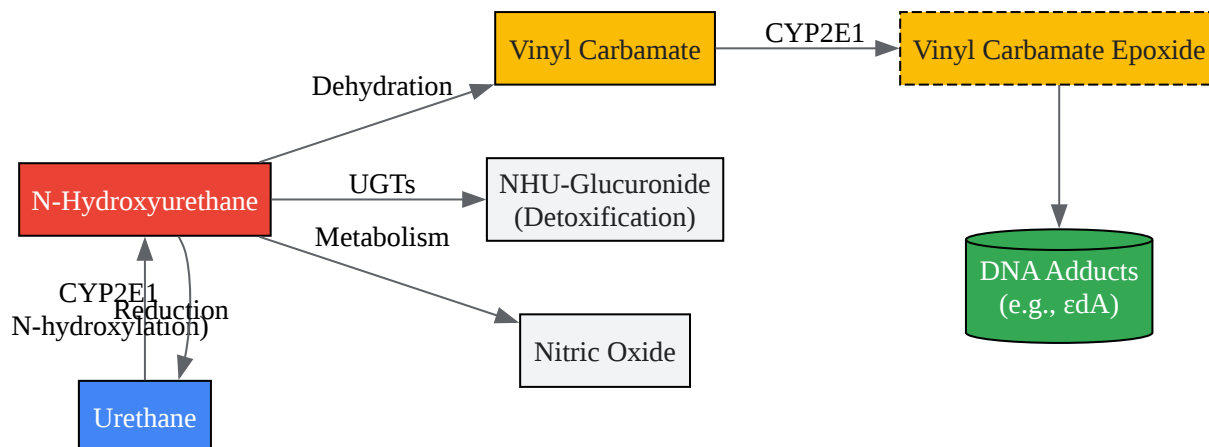 Vinyl Carbamate
CYP2E1
Vinyl Carbamate Epoxide
Dehydration
N-Hydroxyurethane
UGTs
NHU-Glucuronide
(Detoxification)
Metabolism
DNA Adducts
(e.g., εdA)
CYP2E1
N-hydroxylation)
Reduction
Nitric Oxide
Urethane